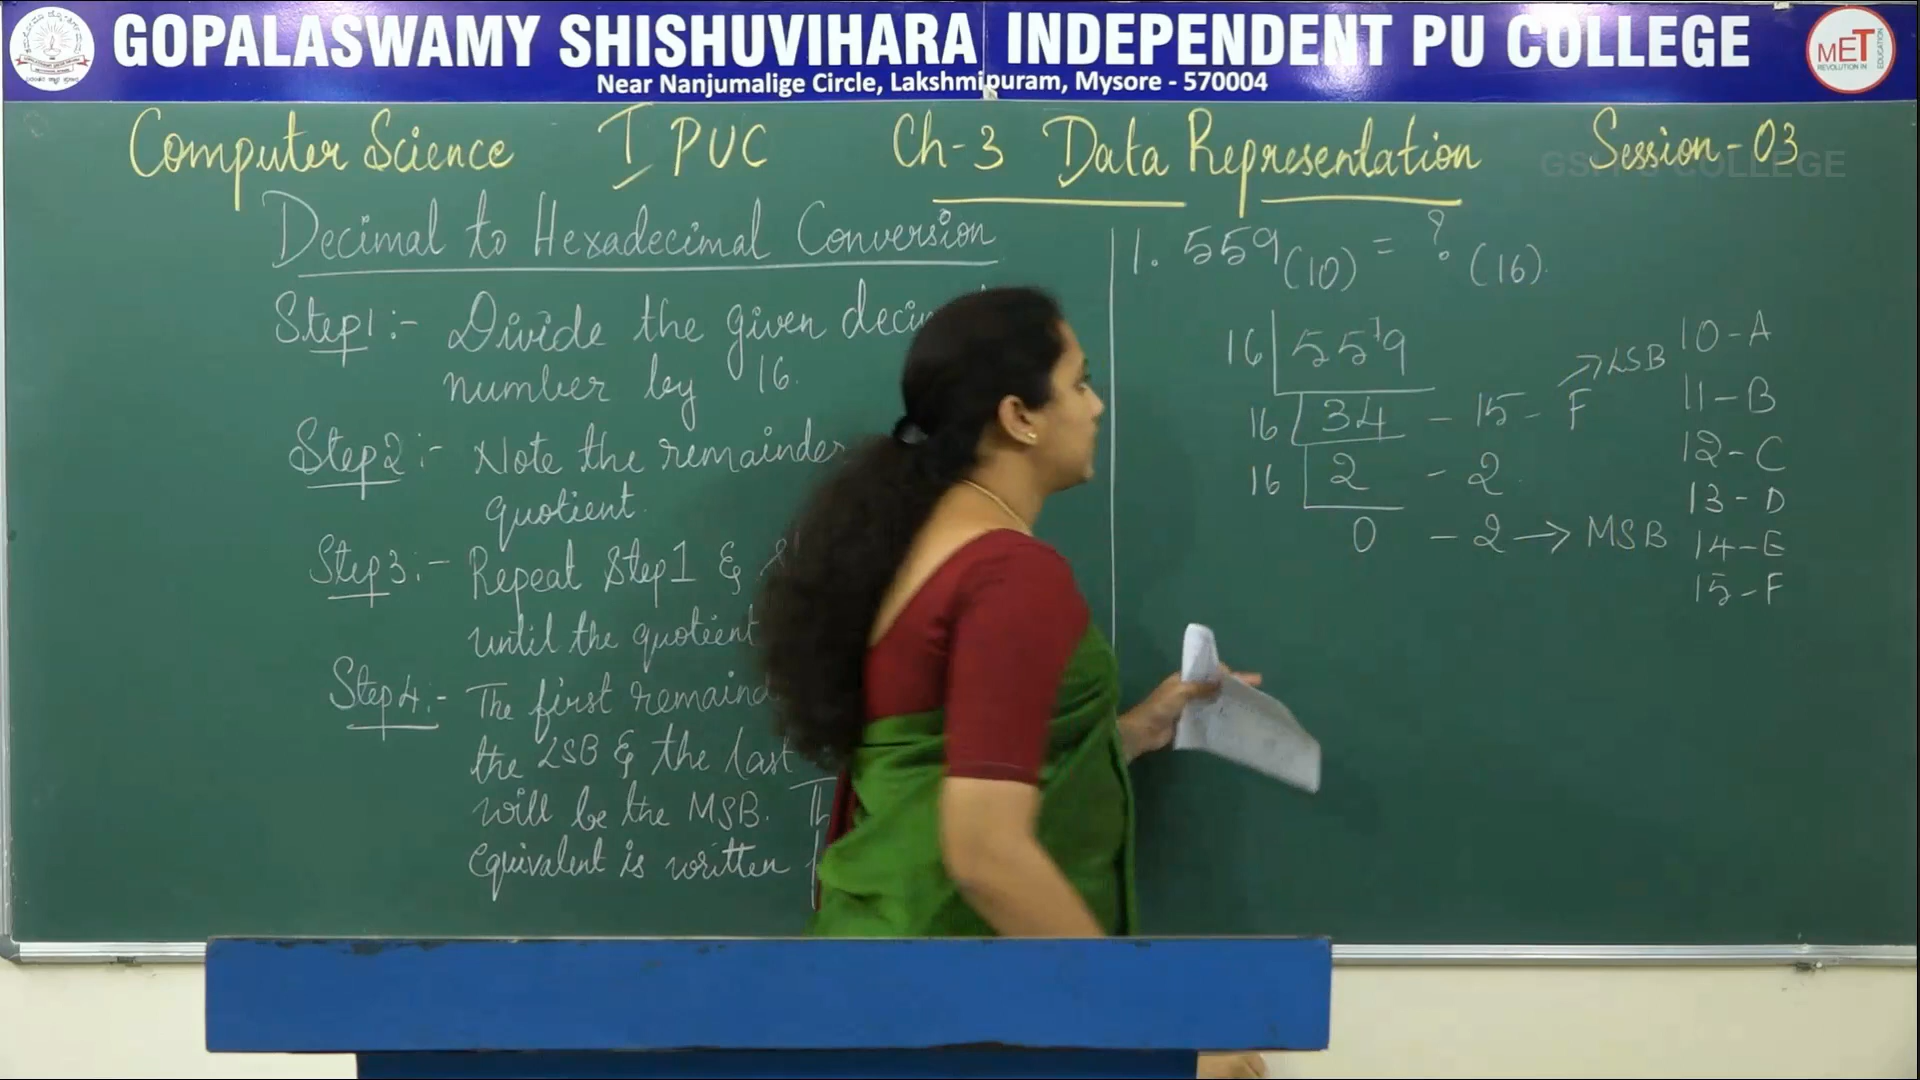 GOPALASWAMY SHISHUVIHARA INDEPENDENT PU COLLEGE
Near Nanjumalige Circle, Lakshmipuram, Mysore - 570004
MET
REVOLUTION IN EDUCATION
Computer Science I PUC Ch-3 Data Representation Session-03
Decimal to Hexadecimal Conversion
Step1:- Divide the given
number by 16.
Step2:- Note the remainder
quotient.
Step3:- Repeat Step1 &
until the quotient
Step4:- The first
the LSB & the last
will be the MSB.
Equivalent is written
1. 559(10) = ?(16).
16 559
16 34 - 15 - F → LSB
16 2 - 2
0 - 2 → MSB
10-A
11-B
12-C
13-D
14-E
15-F